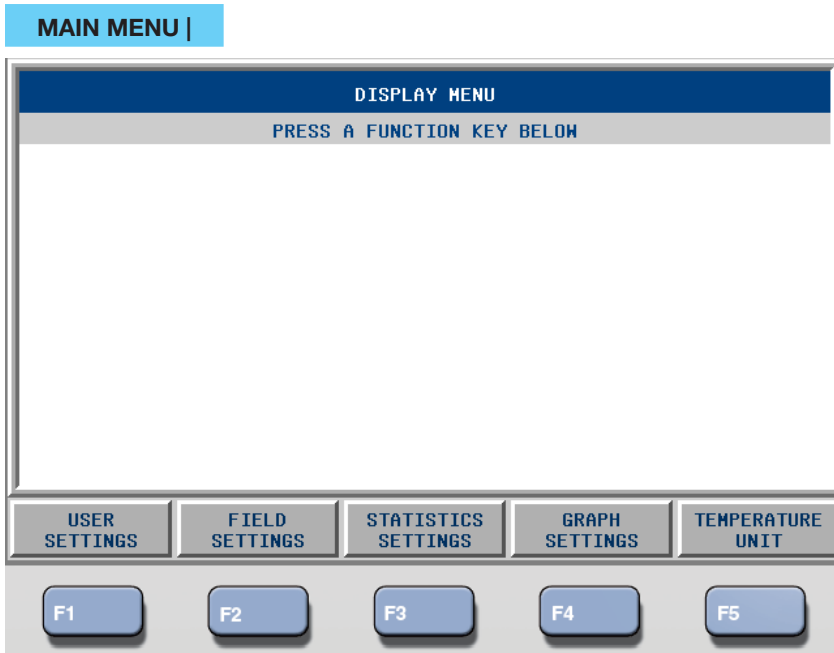 MAIN MENU |
DISPLAY MENU
PRESS A FUNCTION KEY BELOW
USER SETTINGS
FIELD SETTINGS
STATISTICS SETTINGS
GRAPH SETTINGS
TEMPERATURE UNIT
F1
F2
F3
F4
F5